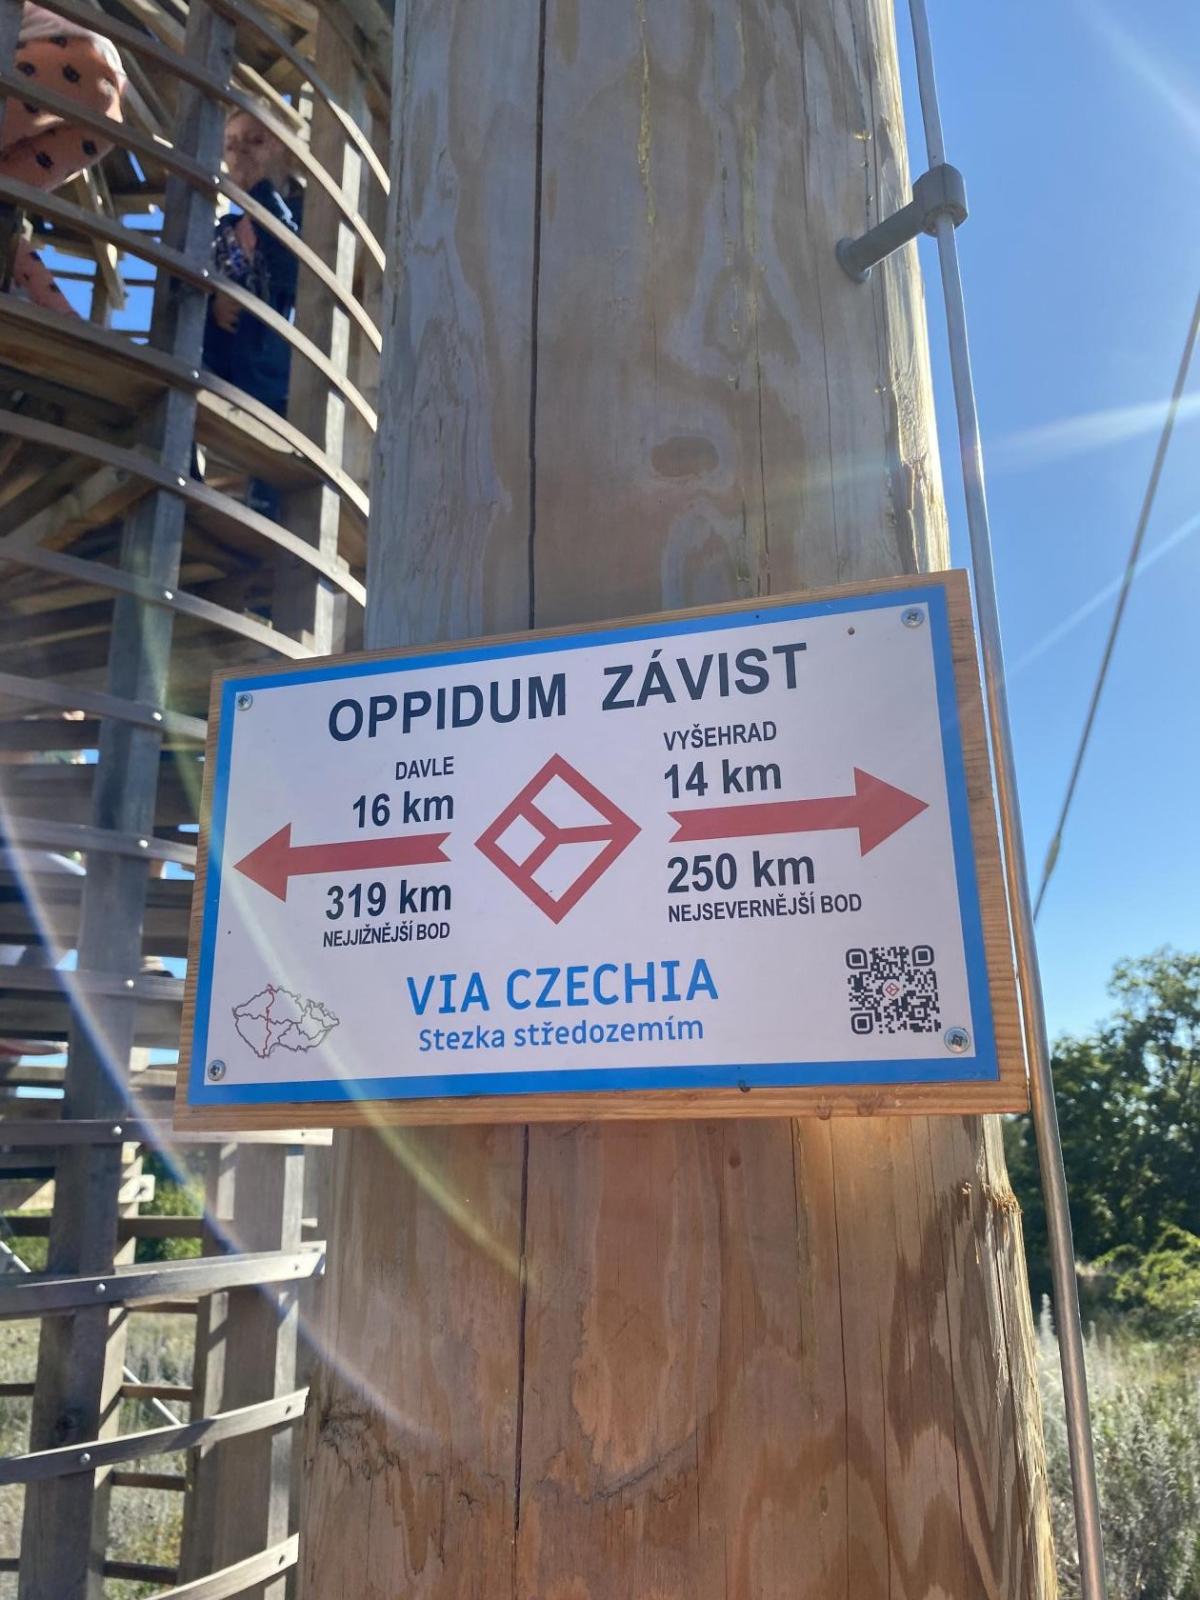 OPPIDUM ZÁVIST
DAVLE
16 km
319 km
NEJJIŽNĚJŠÍ BOD
VYŠEHRAD
14 km
250 km
NEJSEVERNĚJŠÍ BOD
VIA CZECHIA
Stezka středozemím